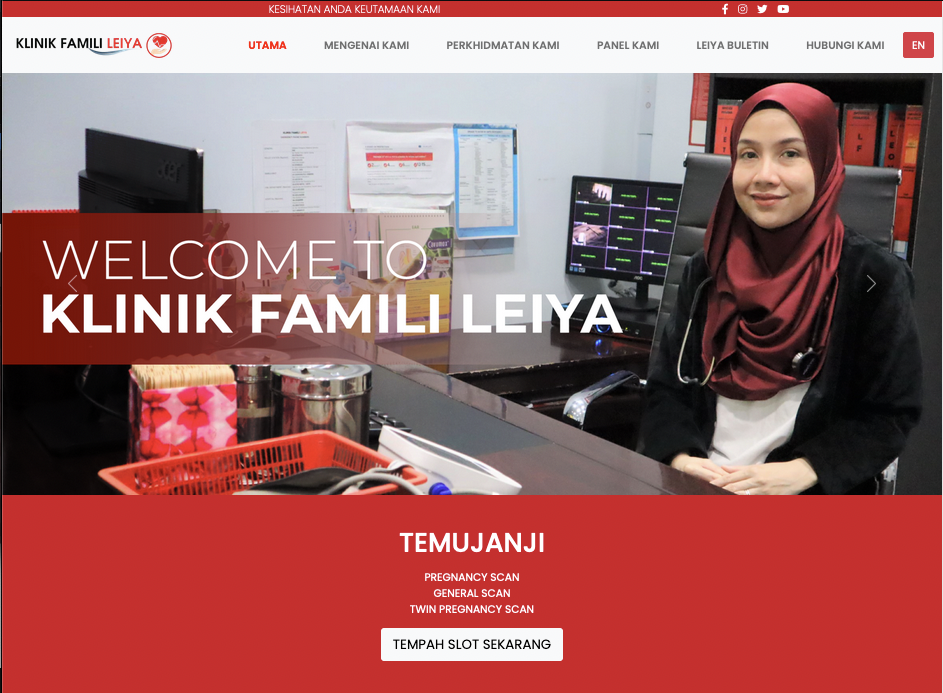 KESIHATAN ANDA KEUTAMAAN KAMI
KLINIK FAMILI LEIYA
UTAMA
MENGENAI KAMI
PERKHIDMATAN KAMI
PANEL KAMI
LEIYA BULETIN
HUBUNGI KAMI
EN
WELCOME TO
KLINIK FAMILI LEIYA
TEMUJANJI
PREGNANCY SCAN
GENERAL SCAN
TWIN PREGNANCY SCAN
TEMPAH SLOT SEKARANG